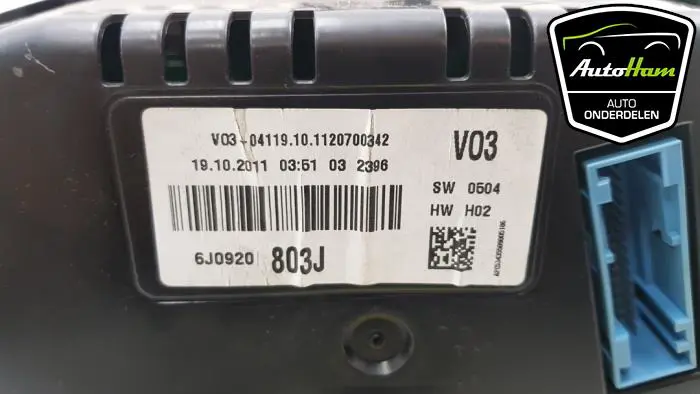 V03-04119.10.1120700342
19.10.2011 03:51 03 2396
V03
SW 0504
HW H02
6J0920 803J
AUTOHAM
AUTO
ONDERDELEN